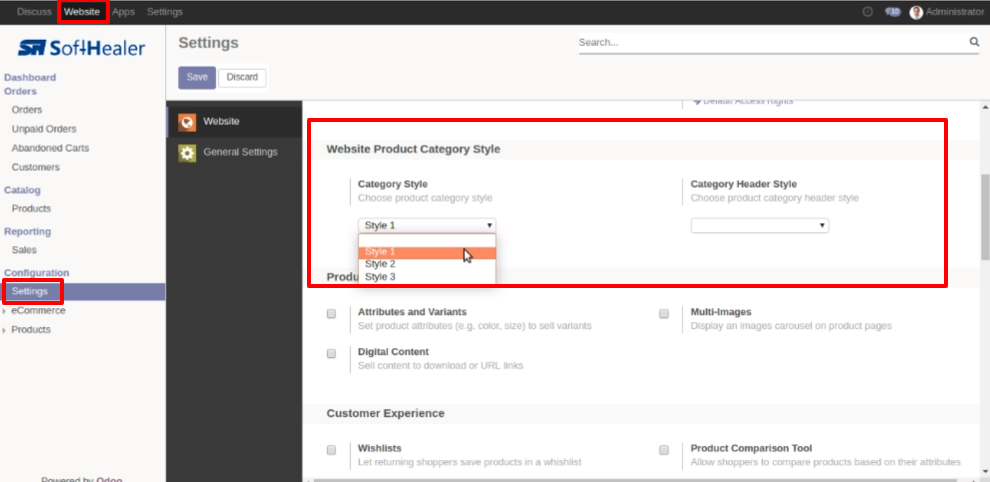 Discuss Website Apps Settings Administrator
SoftHealer
Settings
Search...
Save Discard
Dashboard
Orders
Orders
Unpaid Orders
Abandoned Carts
Customers
Catalog
Products
Reporting
Sales
Configuration
Settings
eCommerce
Products
Powered by Odoo
Website
General Settings
Default Access Rights
Website Product Category Style
Category Style
Choose product category style
Style 1
Style 1
Style 2
Style 3
Category Header Style
Choose product category header style
Produ
Attributes and Variants
Set product attributes (e.g. color, size) to sell variants
Multi-Images
Display an images carousel on product pages
Digital Content
Sell content to download or URL links
Customer Experience
Wishlists
Let returning shoppers save products in a whishlist
Product Comparison Tool
Allow shoppers to compare products based on their attributes